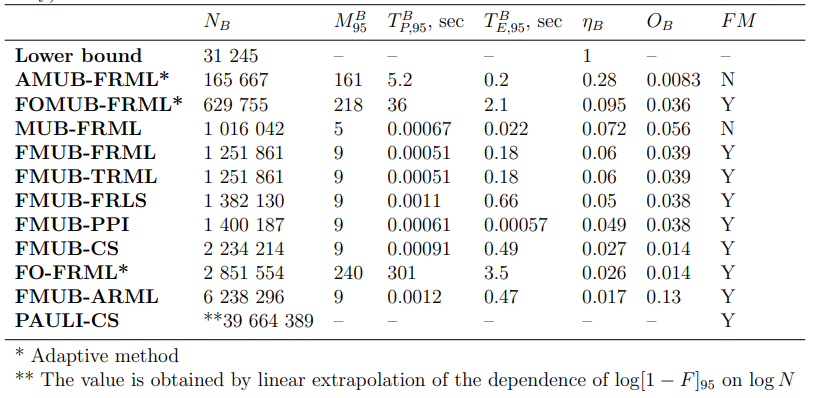 N_B M^B_95 T^B_P,95, sec T^B_E,95, sec η_B O_B FM
Lower bound 31 245 – – – 1 – –
AMUB-FRML* 165 667 161 5.2 0.2 0.28 0.0083 N
FOMUB-FRML* 629 755 218 36 2.1 0.095 0.036 Y
MUB-FRML 1 016 042 5 0.00067 0.022 0.072 0.056 N
FMUB-FRML 1 251 861 9 0.00051 0.18 0.06 0.039 Y
FMUB-TRML 1 251 861 9 0.00051 0.18 0.06 0.039 Y
FMUB-FRLS 1 382 130 9 0.0011 0.66 0.05 0.038 Y
FMUB-PPI 1 400 187 9 0.00061 0.00057 0.049 0.038 Y
FMUB-CS 2 234 214 9 0.00091 0.49 0.027 0.014 Y
FO-FRML* 2 851 554 240 301 3.5 0.026 0.014 Y
FMUB-ARML 6 238 296 9 0.0012 0.47 0.017 0.13 Y
PAULI-CS **39 664 389 – – – – – Y
* Adaptive method
** The value is obtained by linear extrapolation of the dependence of log[1 − F]_95 on log N